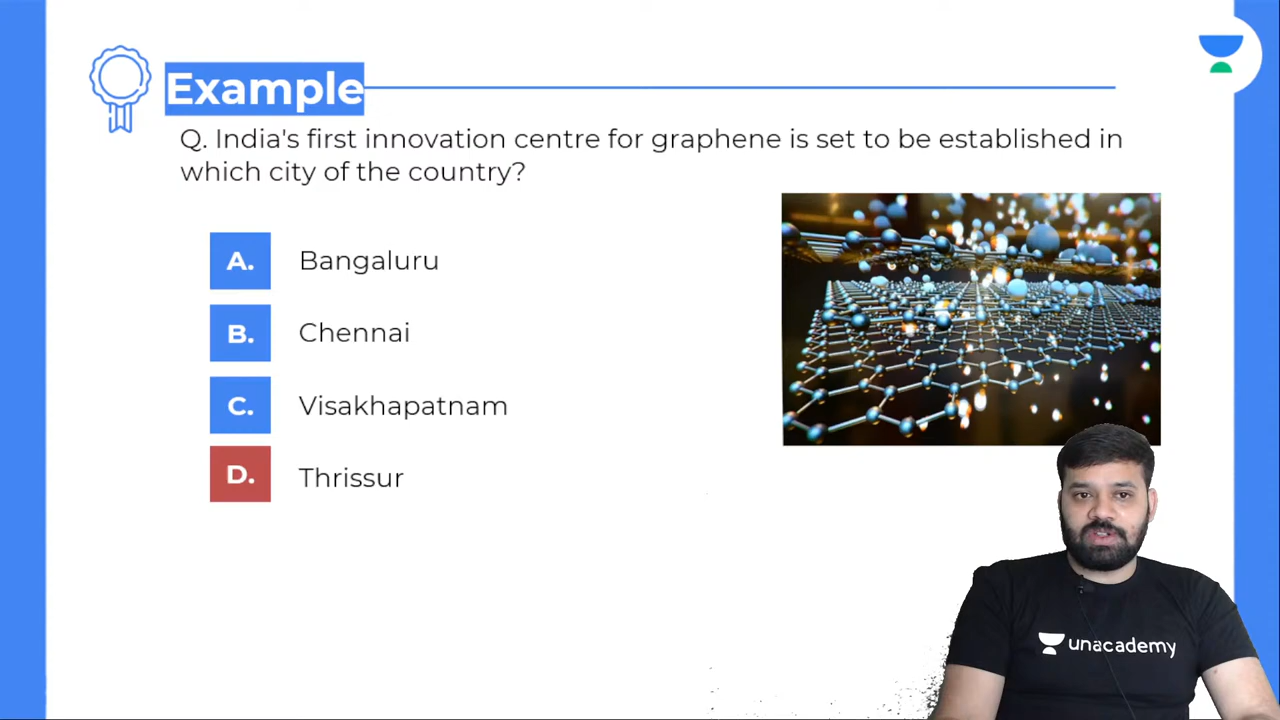 Example
Q. India's first innovation centre for graphene is set to be established in
which city of the country?
A. Bangaluru
B. Chennai
C. Visakhapatnam
D. Thrissur
unacademy